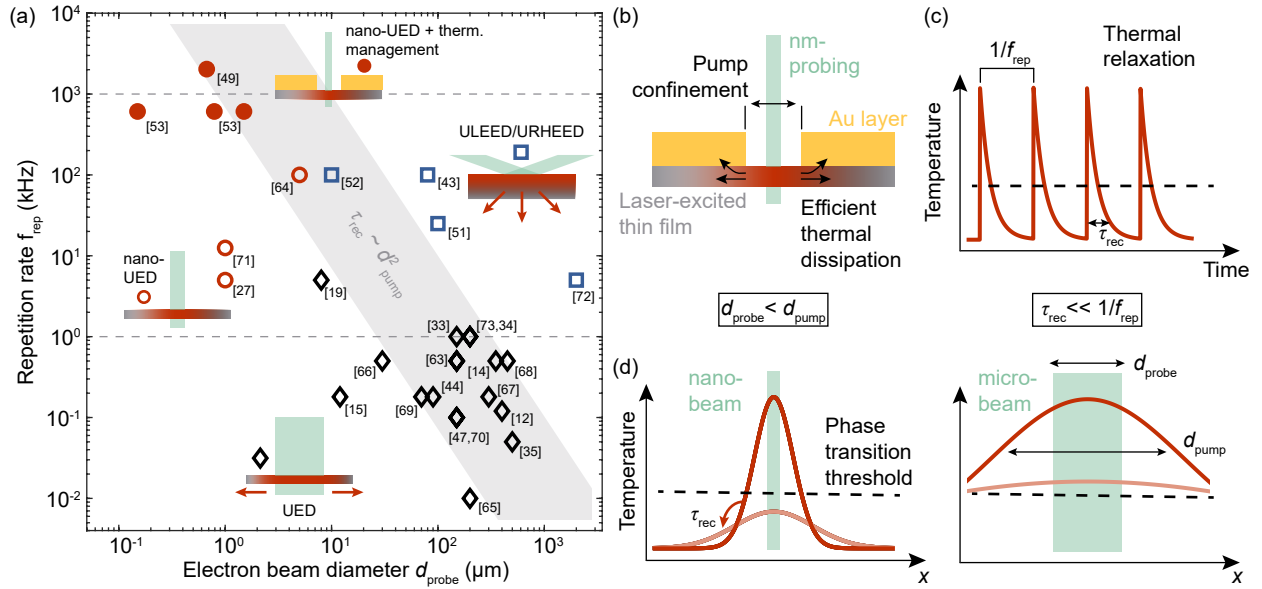 (a)
Repetition rate f_rep (kHz)
10^4
10^3
10^2
10^1
10^0
10^-1
10^-2
10^-1
10^0
10^1
10^2
10^3
Electron beam diameter d_probe (μm)
nano-UED + therm.
management
[49]
[53]
[53]
ULEED/URHEED
[64]
[52]
[43]
[51]
τ_rec ~ d^2_pump
nano-
UED
[71]
[27]
[19]
[72]
[33]
[73,34]
[66]
[63]
[14]
[68]
[15]
[69]
[44]
[67]
[12]
[47,70]
[35]
UED
[65]
(b)
nm-
probing
Pump
confinement
Au layer
Laser-excited
thin film
Efficient
thermal
dissipation
d_probe < d_pump
(c)
1/f_rep
Thermal
relaxation
Temperature
τ_rec
Time
τ_rec << 1/f_rep
(d)
nano-
beam
Phase
transition
threshold
Temperature
τ_rec
x
micro-
beam
d_probe
d_pump
x